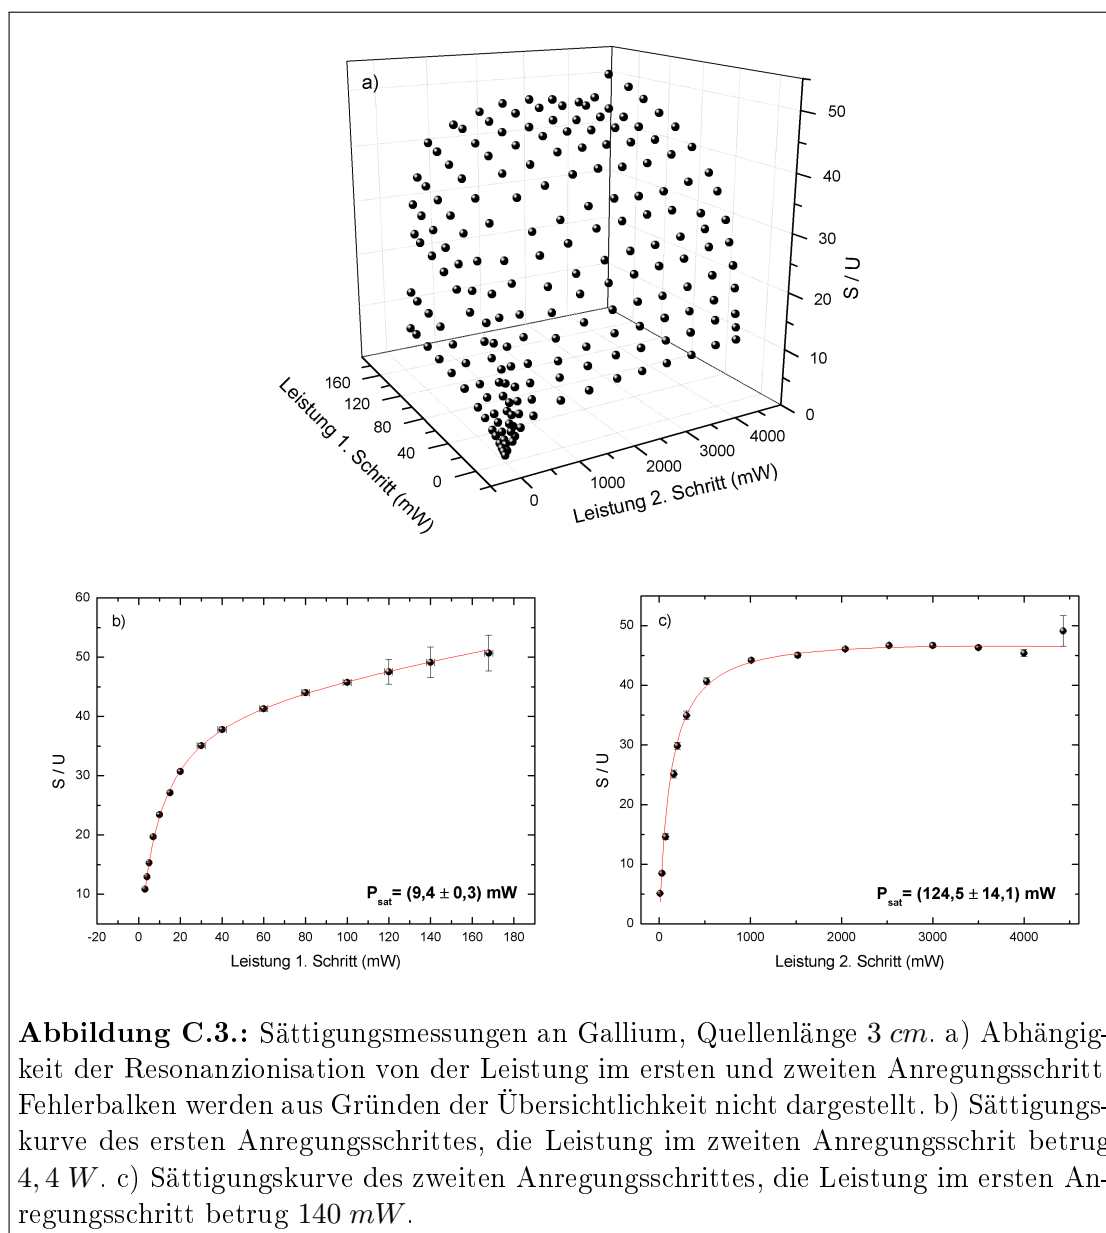 a)
50
40
30
20
10
0
S / U
160
120
80
40
0
Leistung 1. Schritt (mW)
0
1000
2000
3000
4000
Leistung 2. Schritt (mW)
b)
60
50
40
30
20
10
S / U
P_sat = (9,4 ± 0,3) mW
-20 0 20 40 60 80 100 120 140 160 180
Leistung 1. Schritt (mW)
c)
50
40
30
20
10
0
S / U
P_sat = (124,5 ± 14,1) mW
0 1000 2000 3000 4000
Leistung 2. Schritt (mW)
Abbildung C.3.: Sättigungsmessungen an Gallium, Quellenlänge 3 cm. a) Abhängig-
keit der Resonanzionisation von der Leistung im ersten und zweiten Anregungsschritt
Fehlerbalken werden aus Gründen der Übersichtlichkeit nicht dargestellt. b) Sättigungs-
kurve des ersten Anregungsschrittes, die Leistung im zweiten Anregungsschrit betrug
4,4 W. c) Sättigungskurve des zweiten Anregungsschrittes, die Leistung im ersten An-
regungsschritt betrug 140 mW.